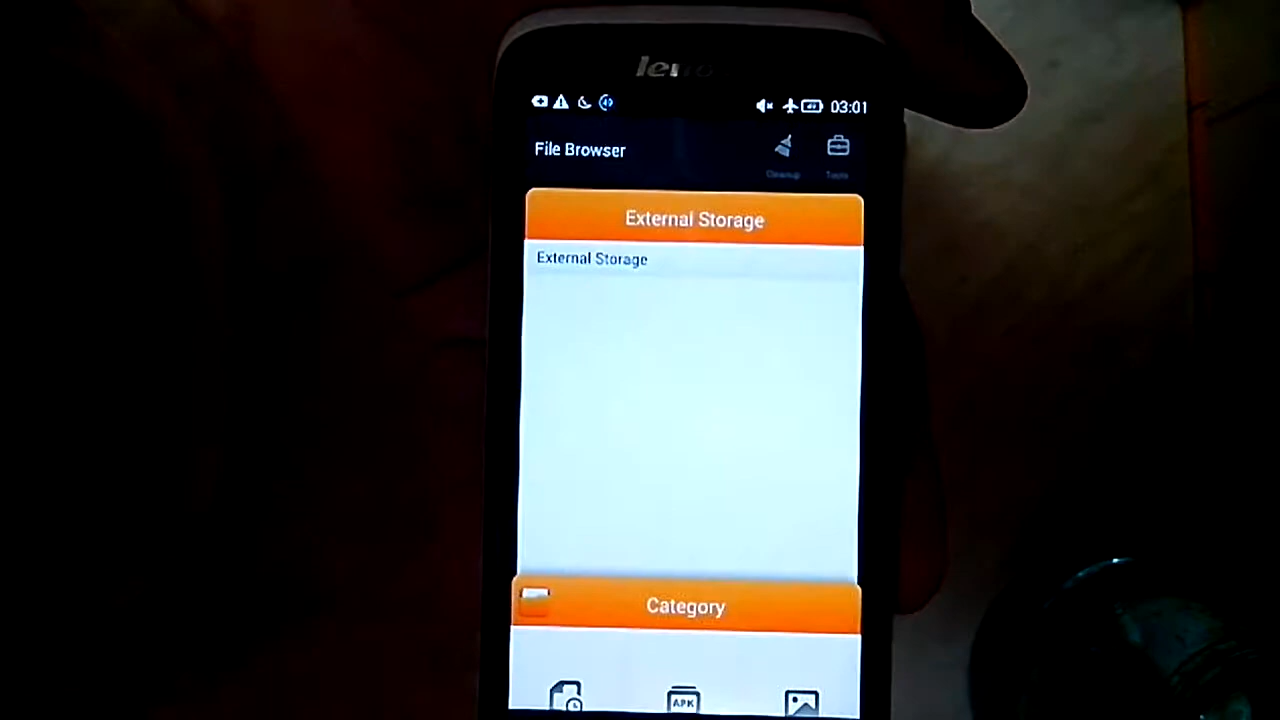 lenovo
03:01
File Browser
Cleanup
Tools
External Storage
External Storage
Category
APK